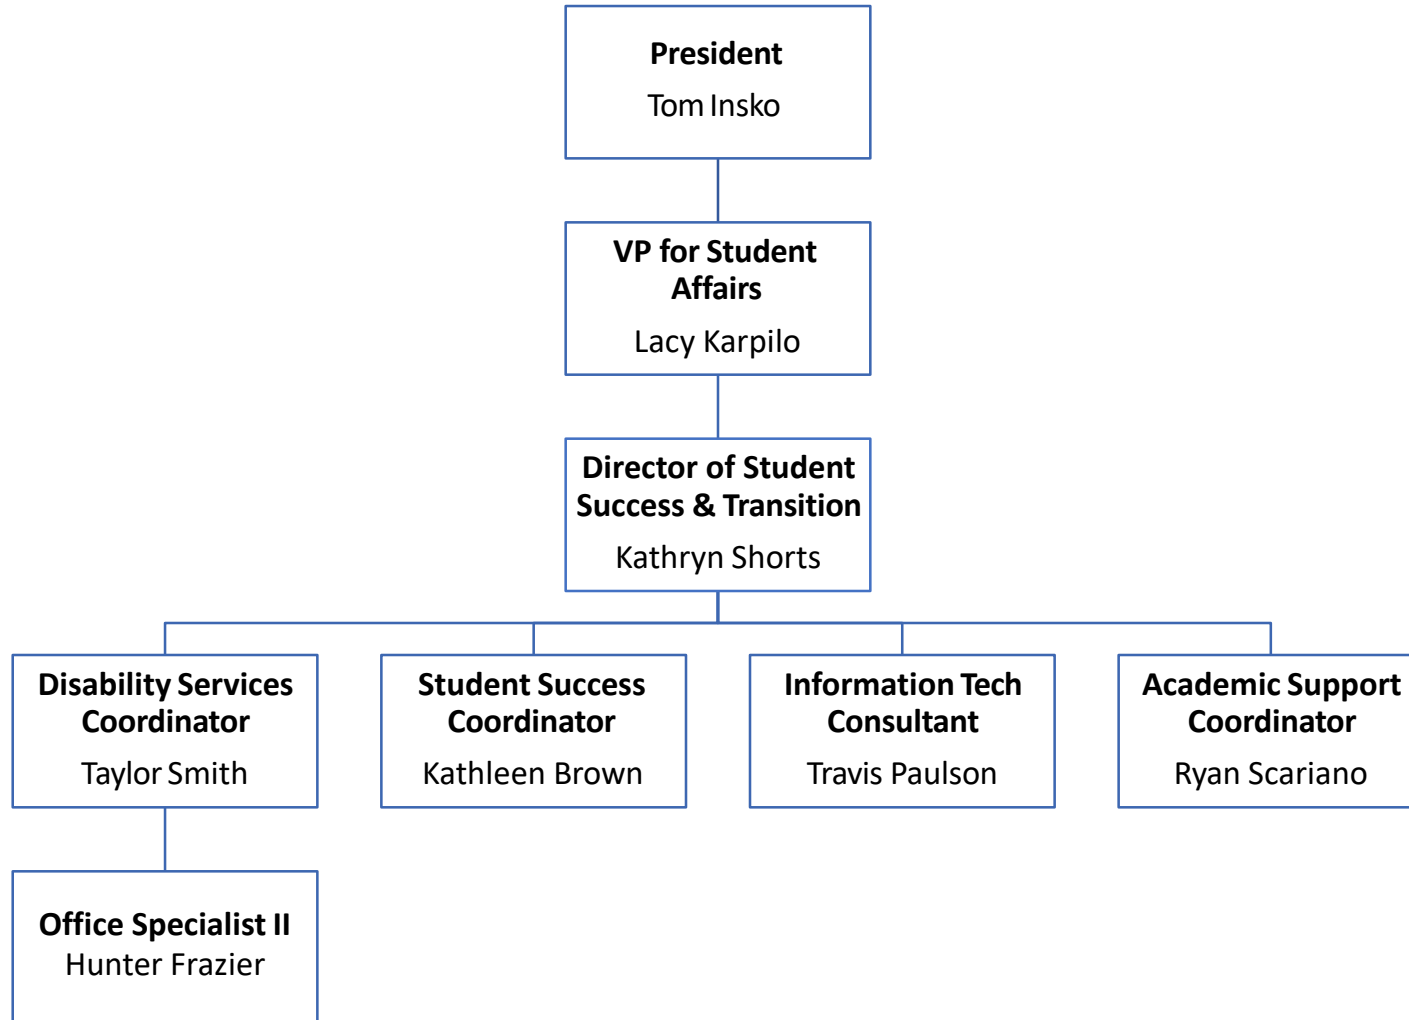 President
Tom Insko
VP for Student
Affairs
Lacy Karpilo
Director of Student
Success & Transition
Kathryn Shorts
Disability Services
Coordinator
Taylor Smith
Student Success
Coordinator
Kathleen Brown
Information Tech
Consultant
Travis Paulson
Academic Support
Coordinator
Ryan Scariano
Office Specialist II
Hunter Frazier